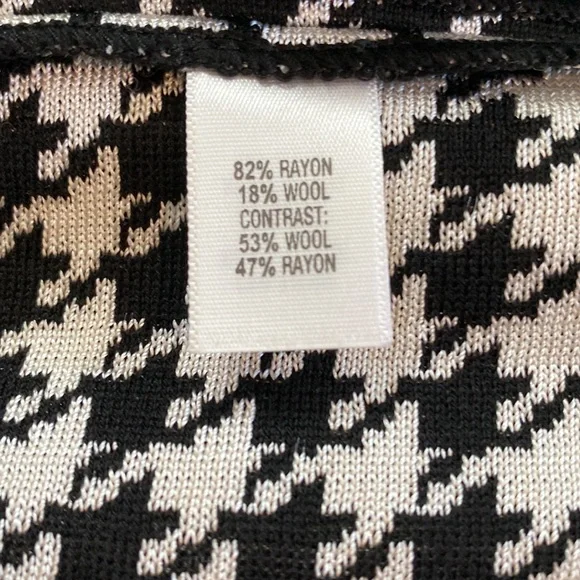 82% RAYON
18% WOOL
CONTRAST:
53% WOOL
47% RAYON